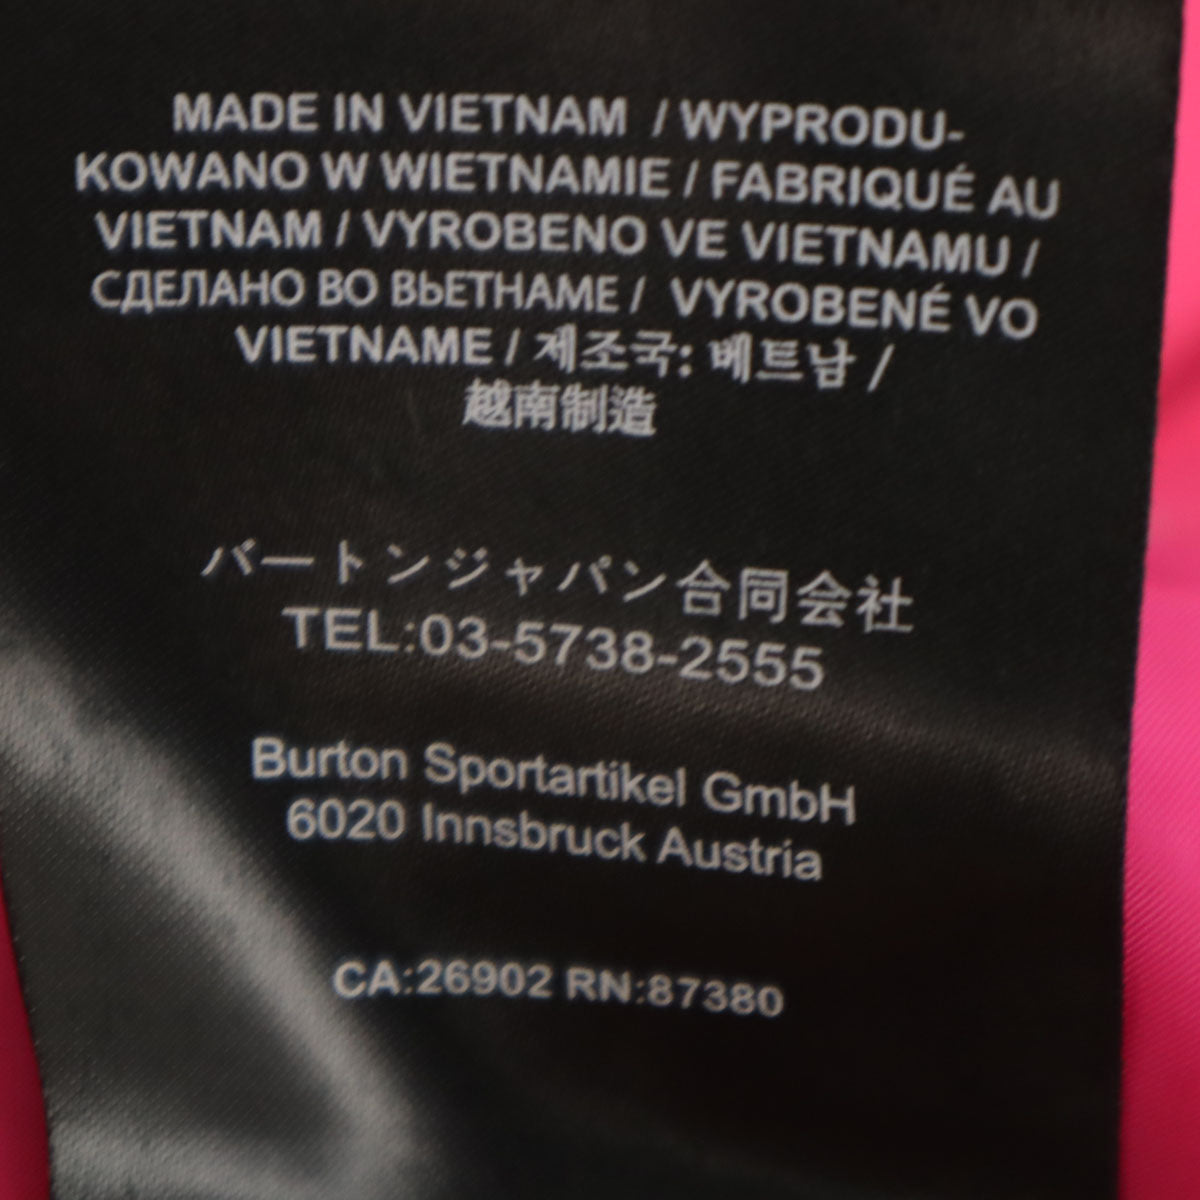 MADE IN VIETNAM / WYPRODU-
KOWANO W WIETNAMIE / FABRIQUÉ AU
VIETNAM / VYROBENO VE VIETNAMU /
СДЕЛАНО ВО ВЬЕТНАМЕ / VYROBENÉ VO
VIETNAME / 제조국: 베트남 /
越南制造
バートンジャパン合同会社
TEL:03-5738-2555
Burton Sportartikel GmbH
6020 Innsbruck Austria
CA:26902 RN:87380